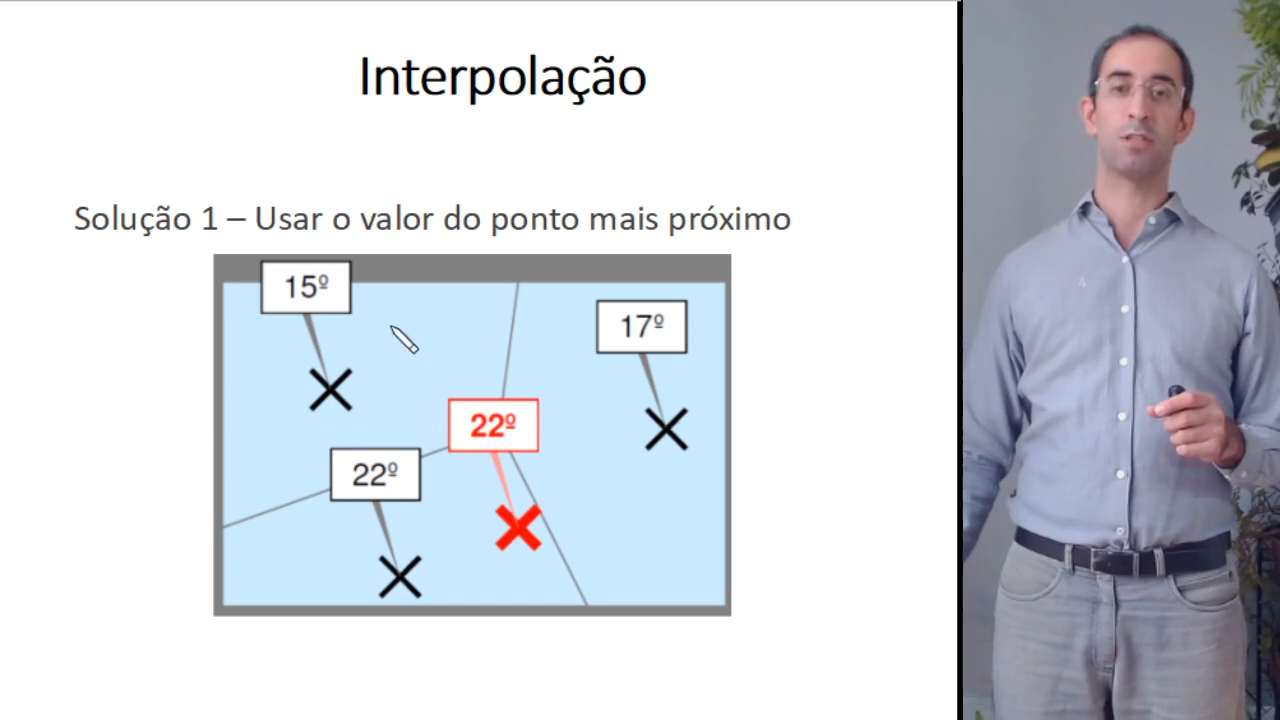 Interpolação
Solução 1 – Usar o valor do ponto mais próximo
15º
17º
22º
22º